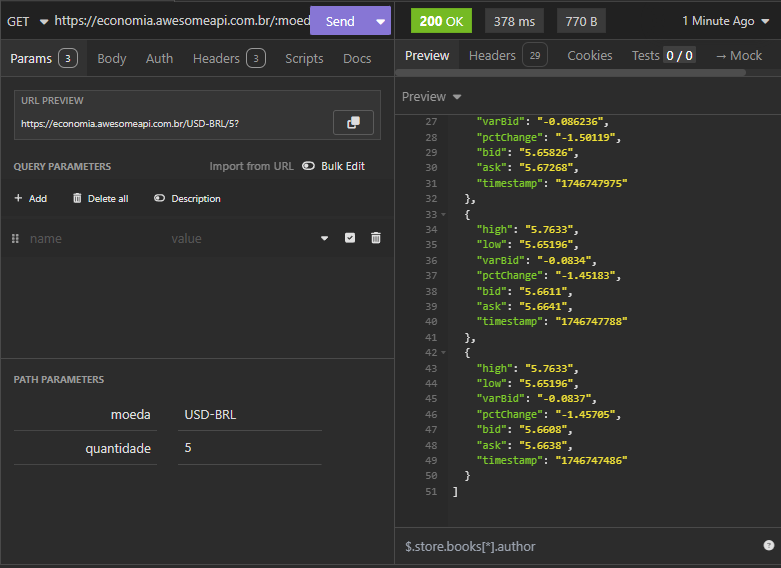 GET https://economia.awesomeapi.com.br/:moed Send
Params 3 Body Auth Headers 3 Scripts Docs
URL PREVIEW
https://economia.awesomeapi.com.br/USD-BRL/5?
QUERY PARAMETERS Import from URL Bulk Edit
+ Add Delete all Description
name value
PATH PARAMETERS
moeda USD-BRL
quantidade 5
200 OK 378 ms 770 B 1 Minute Ago
Preview Headers 29 Cookies Tests 0 / 0 → Mock
Preview
27 "varBid": "-0.086236",
28 "pctChange": "-1.50119",
29 "bid": "5.65826",
30 "ask": "5.67268",
31 "timestamp": "1746747975"
32 },
33 {
34 "high": "5.7633",
35 "low": "5.65196",
36 "varBid": "-0.0834",
37 "pctChange": "-1.45183",
38 "bid": "5.6611",
39 "ask": "5.6641",
40 "timestamp": "1746747788"
41 },
42 {
43 "high": "5.7633",
44 "low": "5.65196",
45 "varBid": "-0.0837",
46 "pctChange": "-1.45705",
47 "bid": "5.6608",
48 "ask": "5.6638",
49 "timestamp": "1746747486"
50 }
51 ]
$.store.books[*].author ?